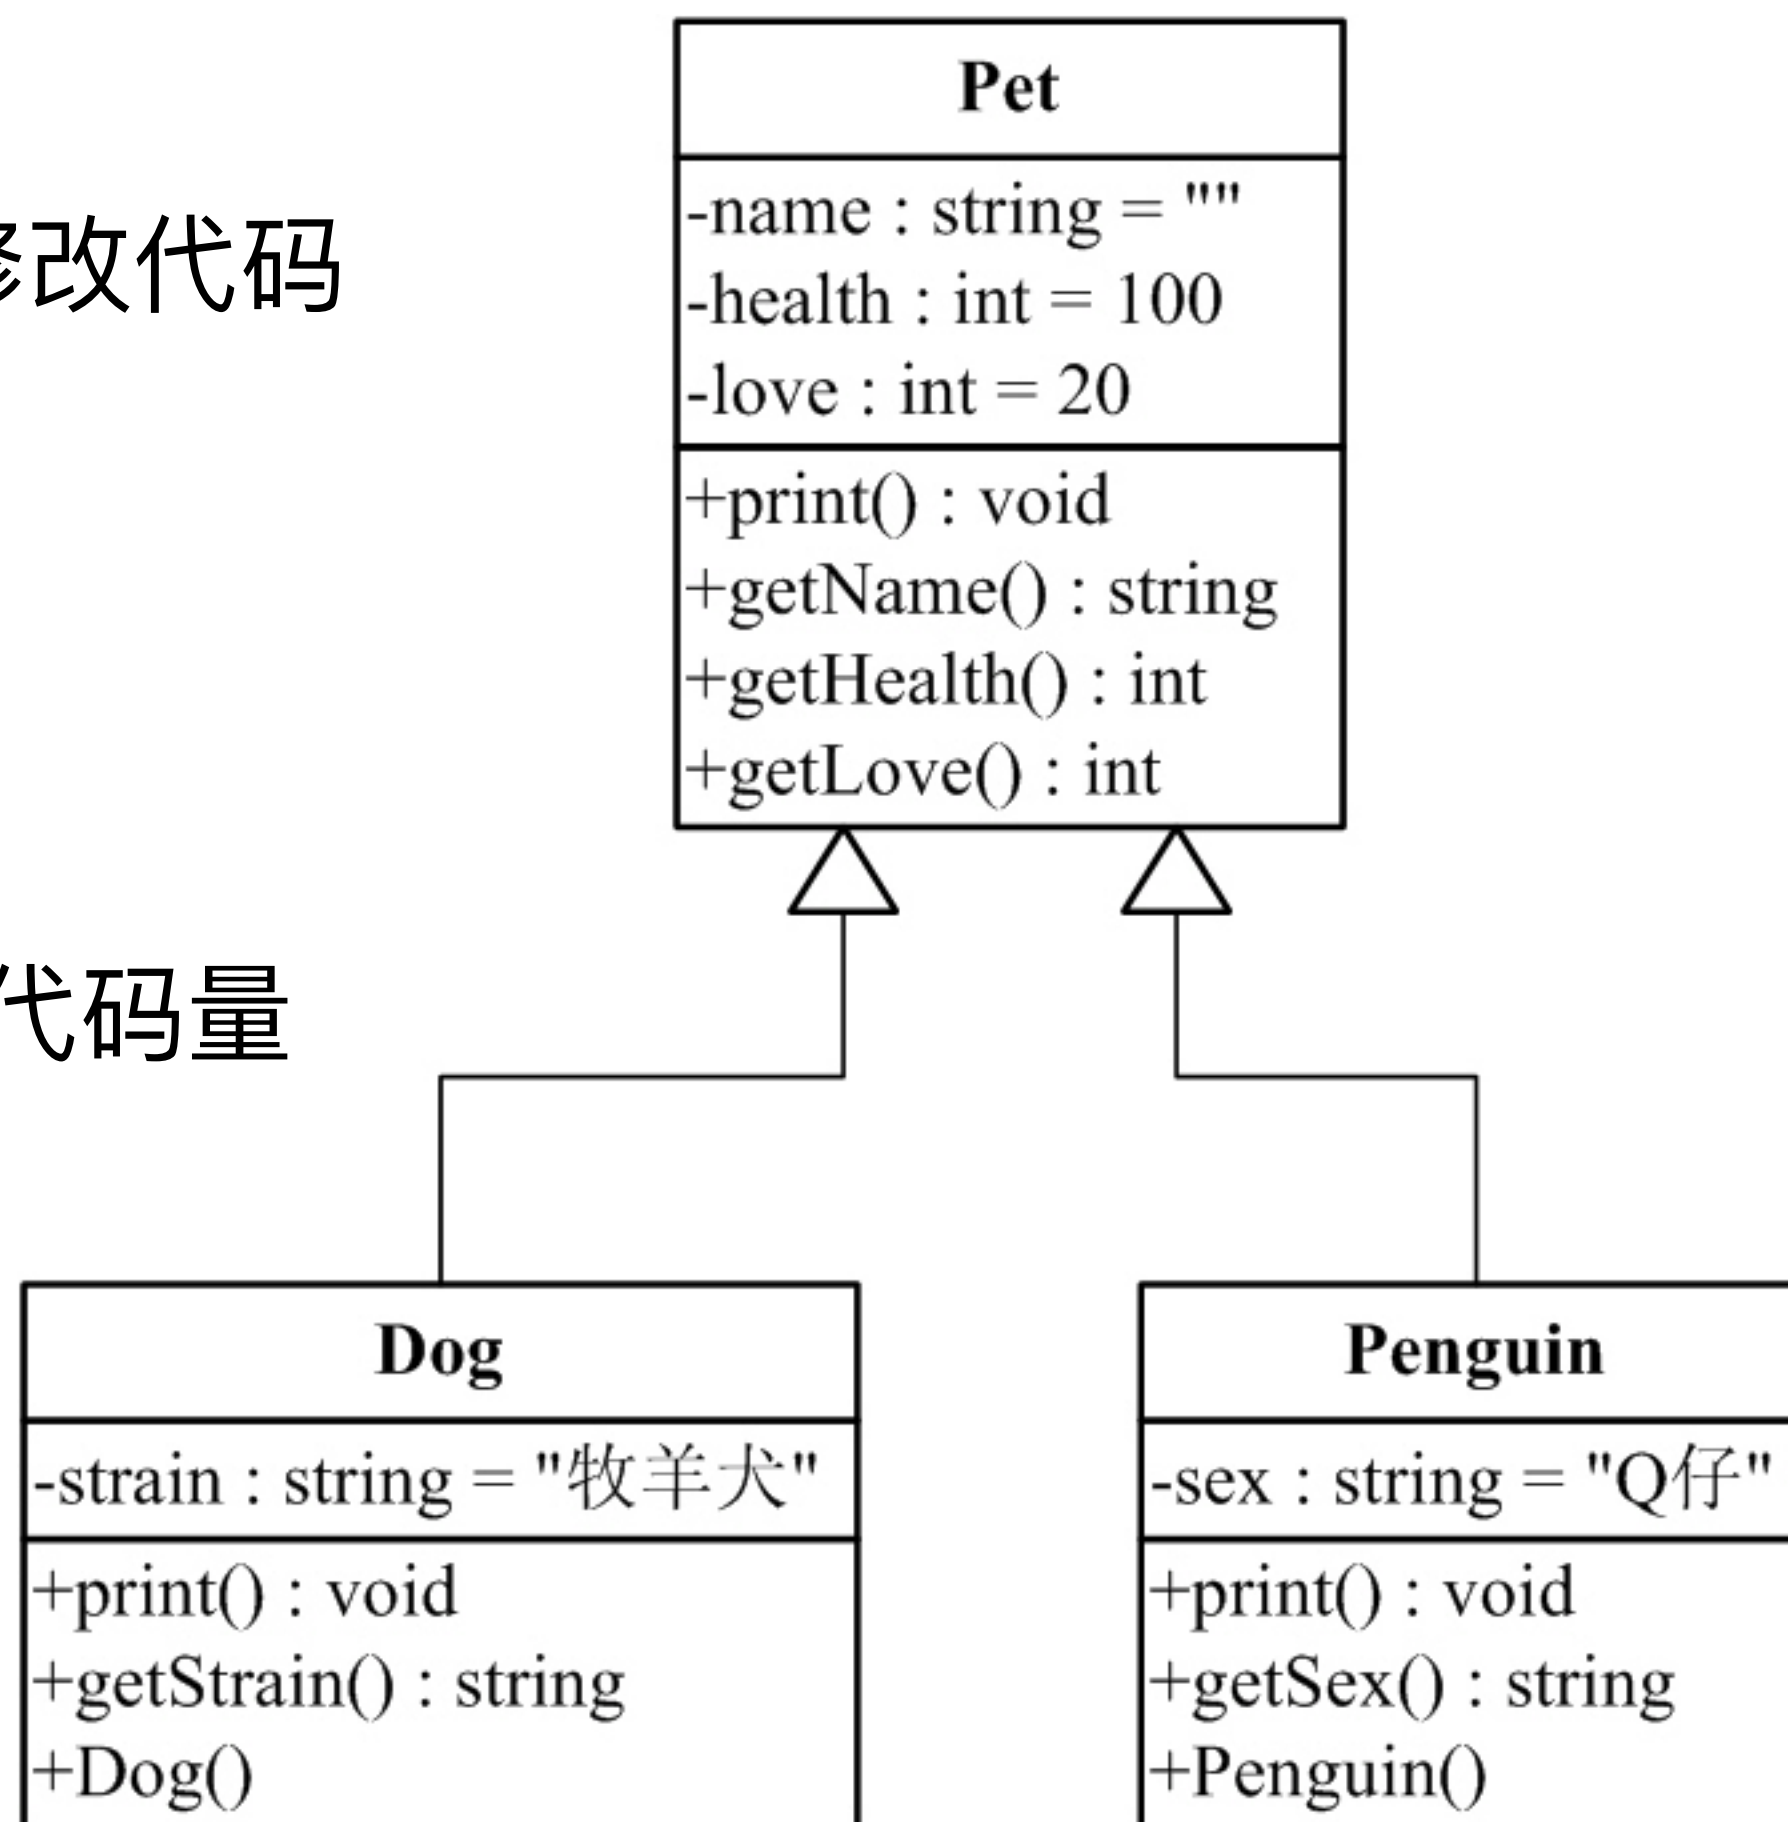 修改代码
代码量
Pet
-name : string = ""
-health : int = 100
-love : int = 20
+print() : void
+getName() : string
+getHealth() : int
+getLove() : int
Dog
-strain : string = "牧羊犬"
+print() : void
+getStrain() : string
+Dog()
Penguin
-sex : string = "Q仔"
+print() : void
+getSex() : string
+Penguin()